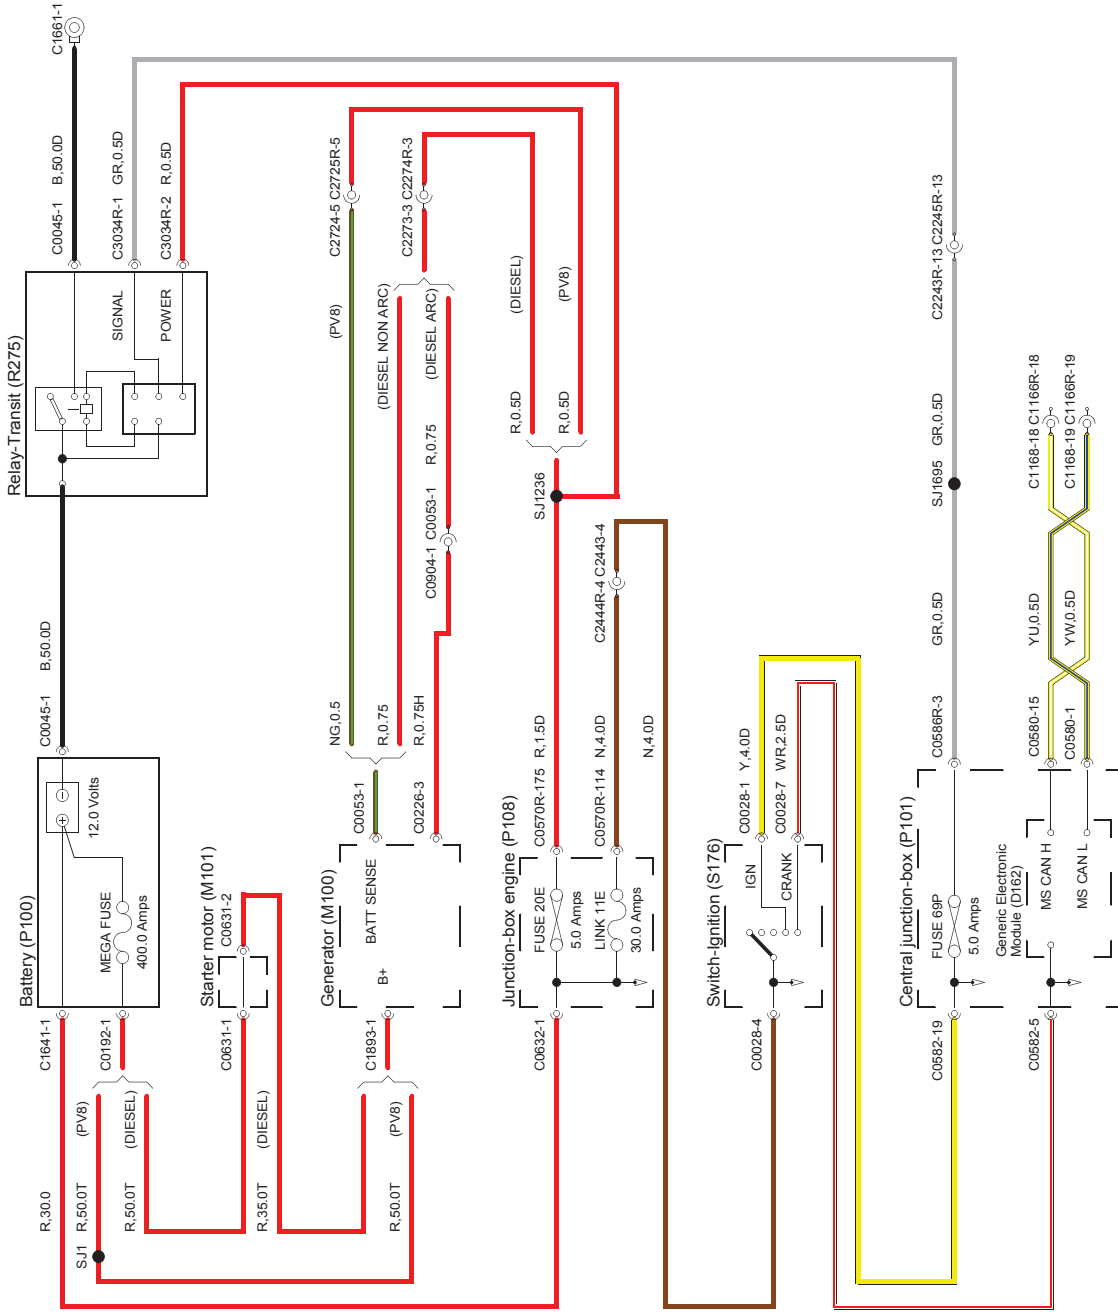 C1661-1
Relay-Transit (R275)
SIGNAL
POWER
C0045-1
B,50.0D
C3034R-1
GR,0.5D
C3034R-2
R,0.5D
B,50.0D
C0045-1
Battery (P100)
12.0 Volts
MEGA FUSE
400.0 Amps
C1641-1
C0192-1
R,30.0
R,50.0T
(PV8)
R,50.0T
(DIESEL)
SJ1
Starter motor (M101)
C0631-2
C0631-1
R,35.0T
(DIESEL)
Generator (M100)
BATT SENSE
B+
C0053-1
C0226-3
C1893-1
R,50.0T
(PV8)
NG,0.5
(PV8)
R,0.75
(DIESEL NON ARC)
R,0.75H
C0904-1
C0053-1
R,0.75
(DIESEL ARC)
C2724-5
C2725R-5
C2273-3
C2274R-3
R,0.5D
(DIESEL)
R,0.5D
(PV8)
SJ1236
Junction-box engine (P108)
FUSE 20E
5.0 Amps
LINK 11E
30.0 Amps
C0570R-175
R,1.5D
C0570R-114
N,4.0D
C0632-1
C2444R-4
C2443-4
N,4.0D
Switch-Ignition (S176)
IGN
CRANK
C0028-1
Y,4.0D
C0028-7
WR,2.5D
C0028-4
Central junction-box (P101)
FUSE 69P
5.0 Amps
Generic Electronic
Module (D162)
MS CAN H
MS CAN L
C0586R-3
GR,0.5D
SJ1695
GR,0.5D
C2243R-13
C2245R-13
C0580-15
YU,0.5D
C1168-18
C1166R-18
C0580-1
YW,0.5D
C1168-19
C1166R-19
C0582-19
C0582-5